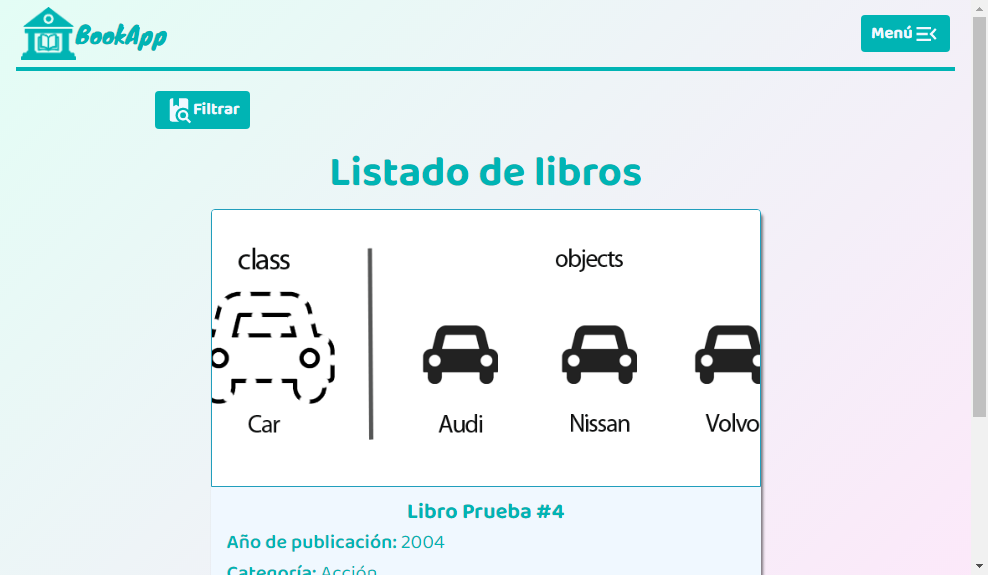 BookApp
Menú
Filtrar
Listado de libros
class
objects
Car
Audi
Nissan
Volvo
Libro Prueba #4
Año de publicación: 2004
Categoría: Acción